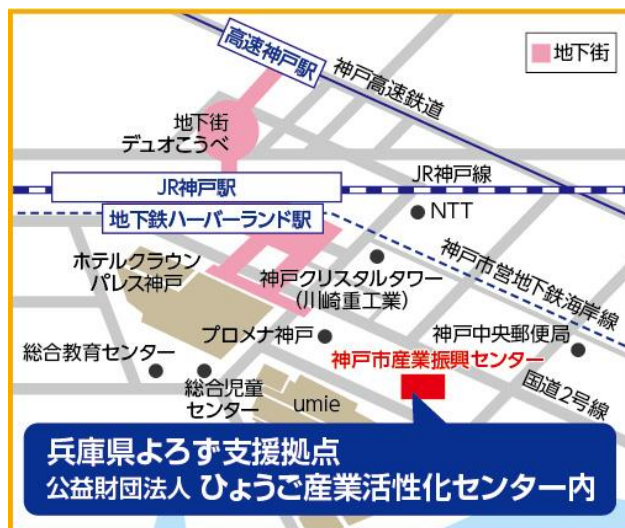 高速神戸駅
神戸高速鉄道
地下街
地下街
デュオこうべ
JR神戸駅
JR神戸線
地下鉄ハーバーランド駅
NTT
ホテルクラウン
パレス神戸
神戸クリスタルタワー
(川崎重工業)
神戸市営地下鉄海岸線
プロメナ神戸
神戸中央郵便局
総合教育センター
神戸市産業振興センター
総合児童
センター
umie
国道2号線
兵庫県よろず支援拠点
公益財団法人 ひょうご産業活性化センター内